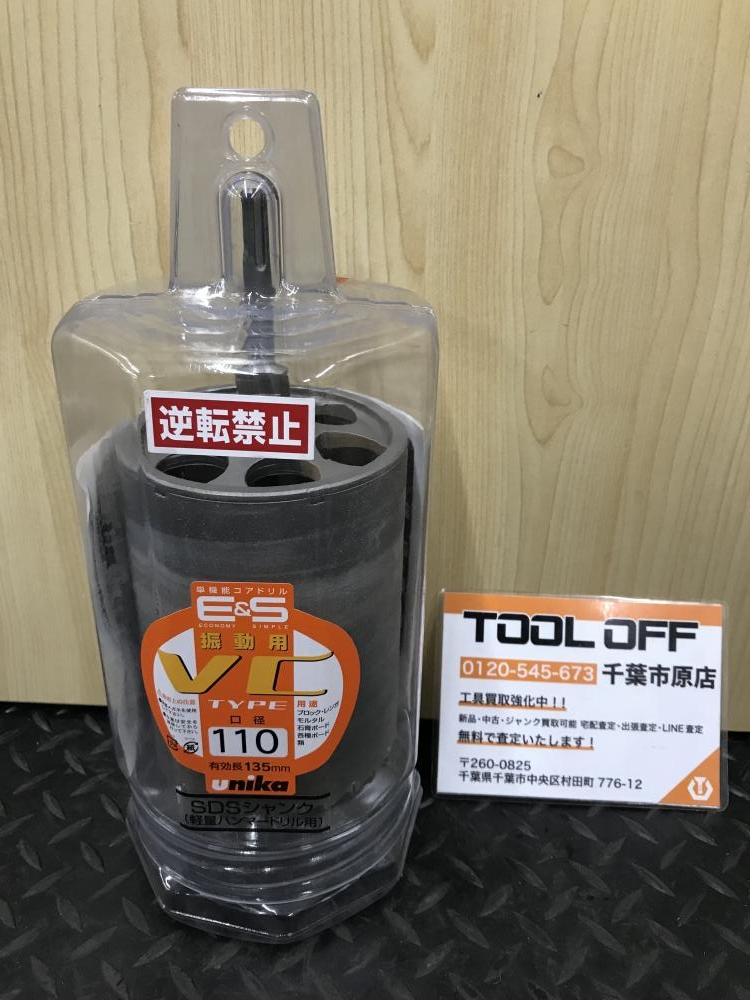 逆転禁止
単機能コアドリル
E&S
ECONOMY SIMPLE
振動用
VC
TYPE
口径
110
有効長135mm
用途
ブロック・レンガ
モルタル
石膏ボード
各種ボード
類
unika
SDSシャンク
(軽量ハンマードリル用)
TOOL OFF
0120-545-673 千葉市原店
工具買取強化中!!
新品・中古・ジャンク買取可能 宅配査定・出張査定・LINE査定
無料で査定いたします!
〒260-0825
千葉県千葉市中央区村田町 776-12